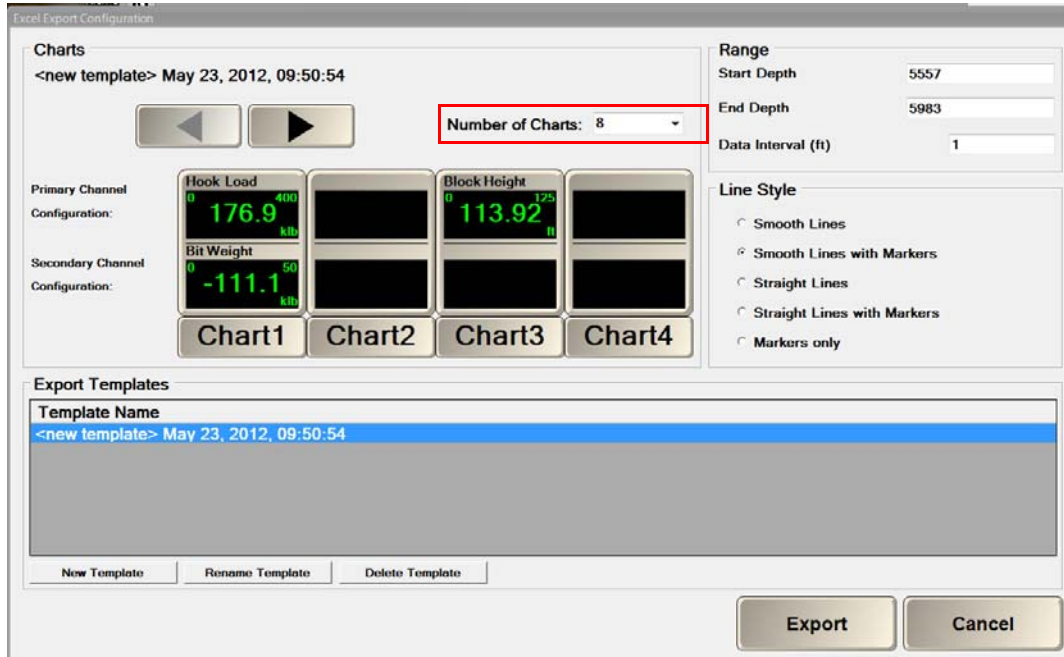 Excel Export Configuration
Charts
<new template> May 23, 2012, 09:50:54
Number of Charts: 8
Primary Channel
Configuration:
Secondary Channel
Configuration:
Hook Load
0 400
176.9
klb
Bit Weight
0 50
-111.1
klb
Block Height
0 125
113.92
ft
Chart1 Chart2 Chart3 Chart4
Range
Start Depth 5557
End Depth 5983
Data Interval (ft) 1
Line Style
Smooth Lines
Smooth Lines with Markers
Straight Lines
Straight Lines with Markers
Markers only
Export Templates
Template Name
<new template> May 23, 2012, 09:50:54
New Template Rename Template Delete Template
Export Cancel